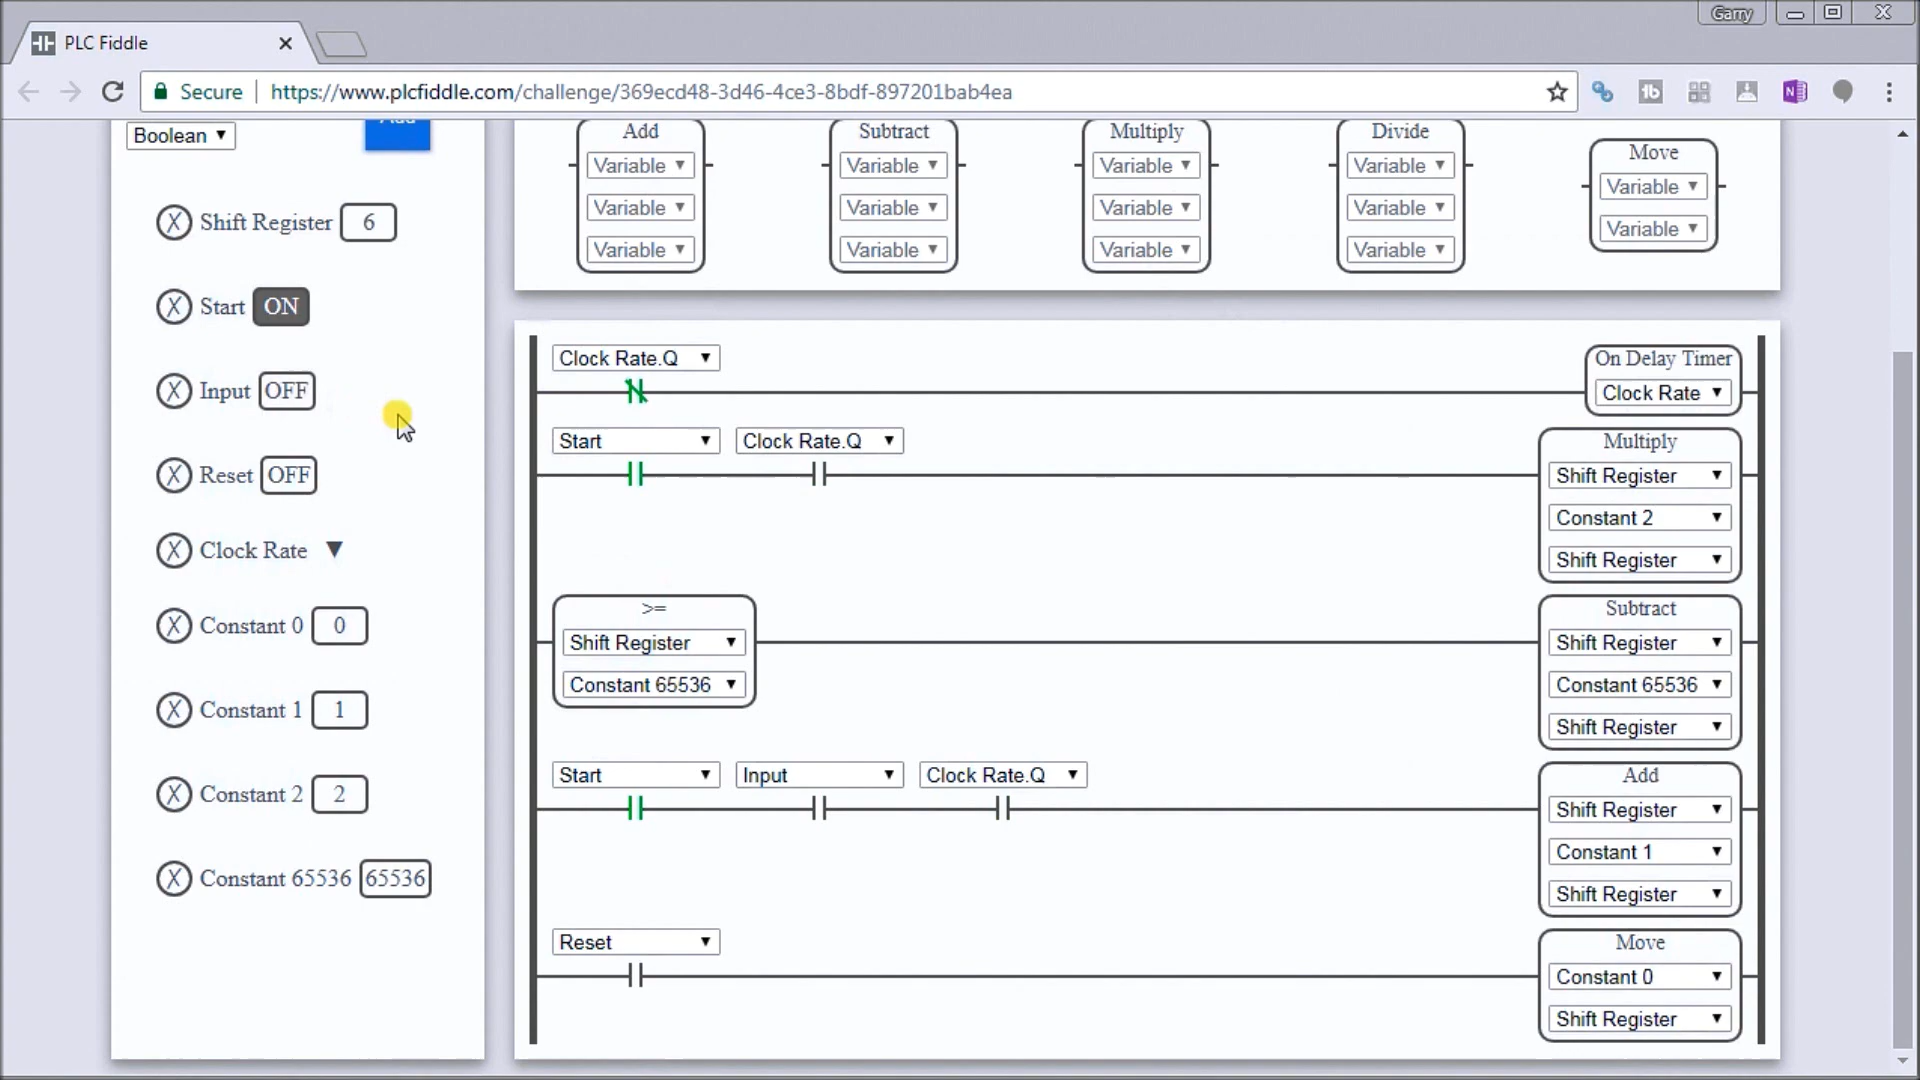 Garry
PLC Fiddle
Secure
https://www.plcfiddle.com/challenge/369ecd48-3d46-4ce3-8bdf-897201bab4ea
Boolean
Add
Shift Register 6
Start ON
Input OFF
Reset OFF
Clock Rate
Constant 0 0
Constant 1 1
Constant 2 2
Constant 65536 65536
Add
Variable
Variable
Variable
Subtract
Variable
Variable
Variable
Multiply
Variable
Variable
Variable
Divide
Variable
Variable
Variable
Move
Variable
Variable
Clock Rate.Q
On Delay Timer
Clock Rate
Start
Clock Rate.Q
Multiply
Shift Register
Constant 2
Shift Register
>=
Shift Register
Constant 65536
Subtract
Shift Register
Constant 65536
Shift Register
Start
Input
Clock Rate.Q
Add
Shift Register
Constant 1
Shift Register
Reset
Move
Constant 0
Shift Register